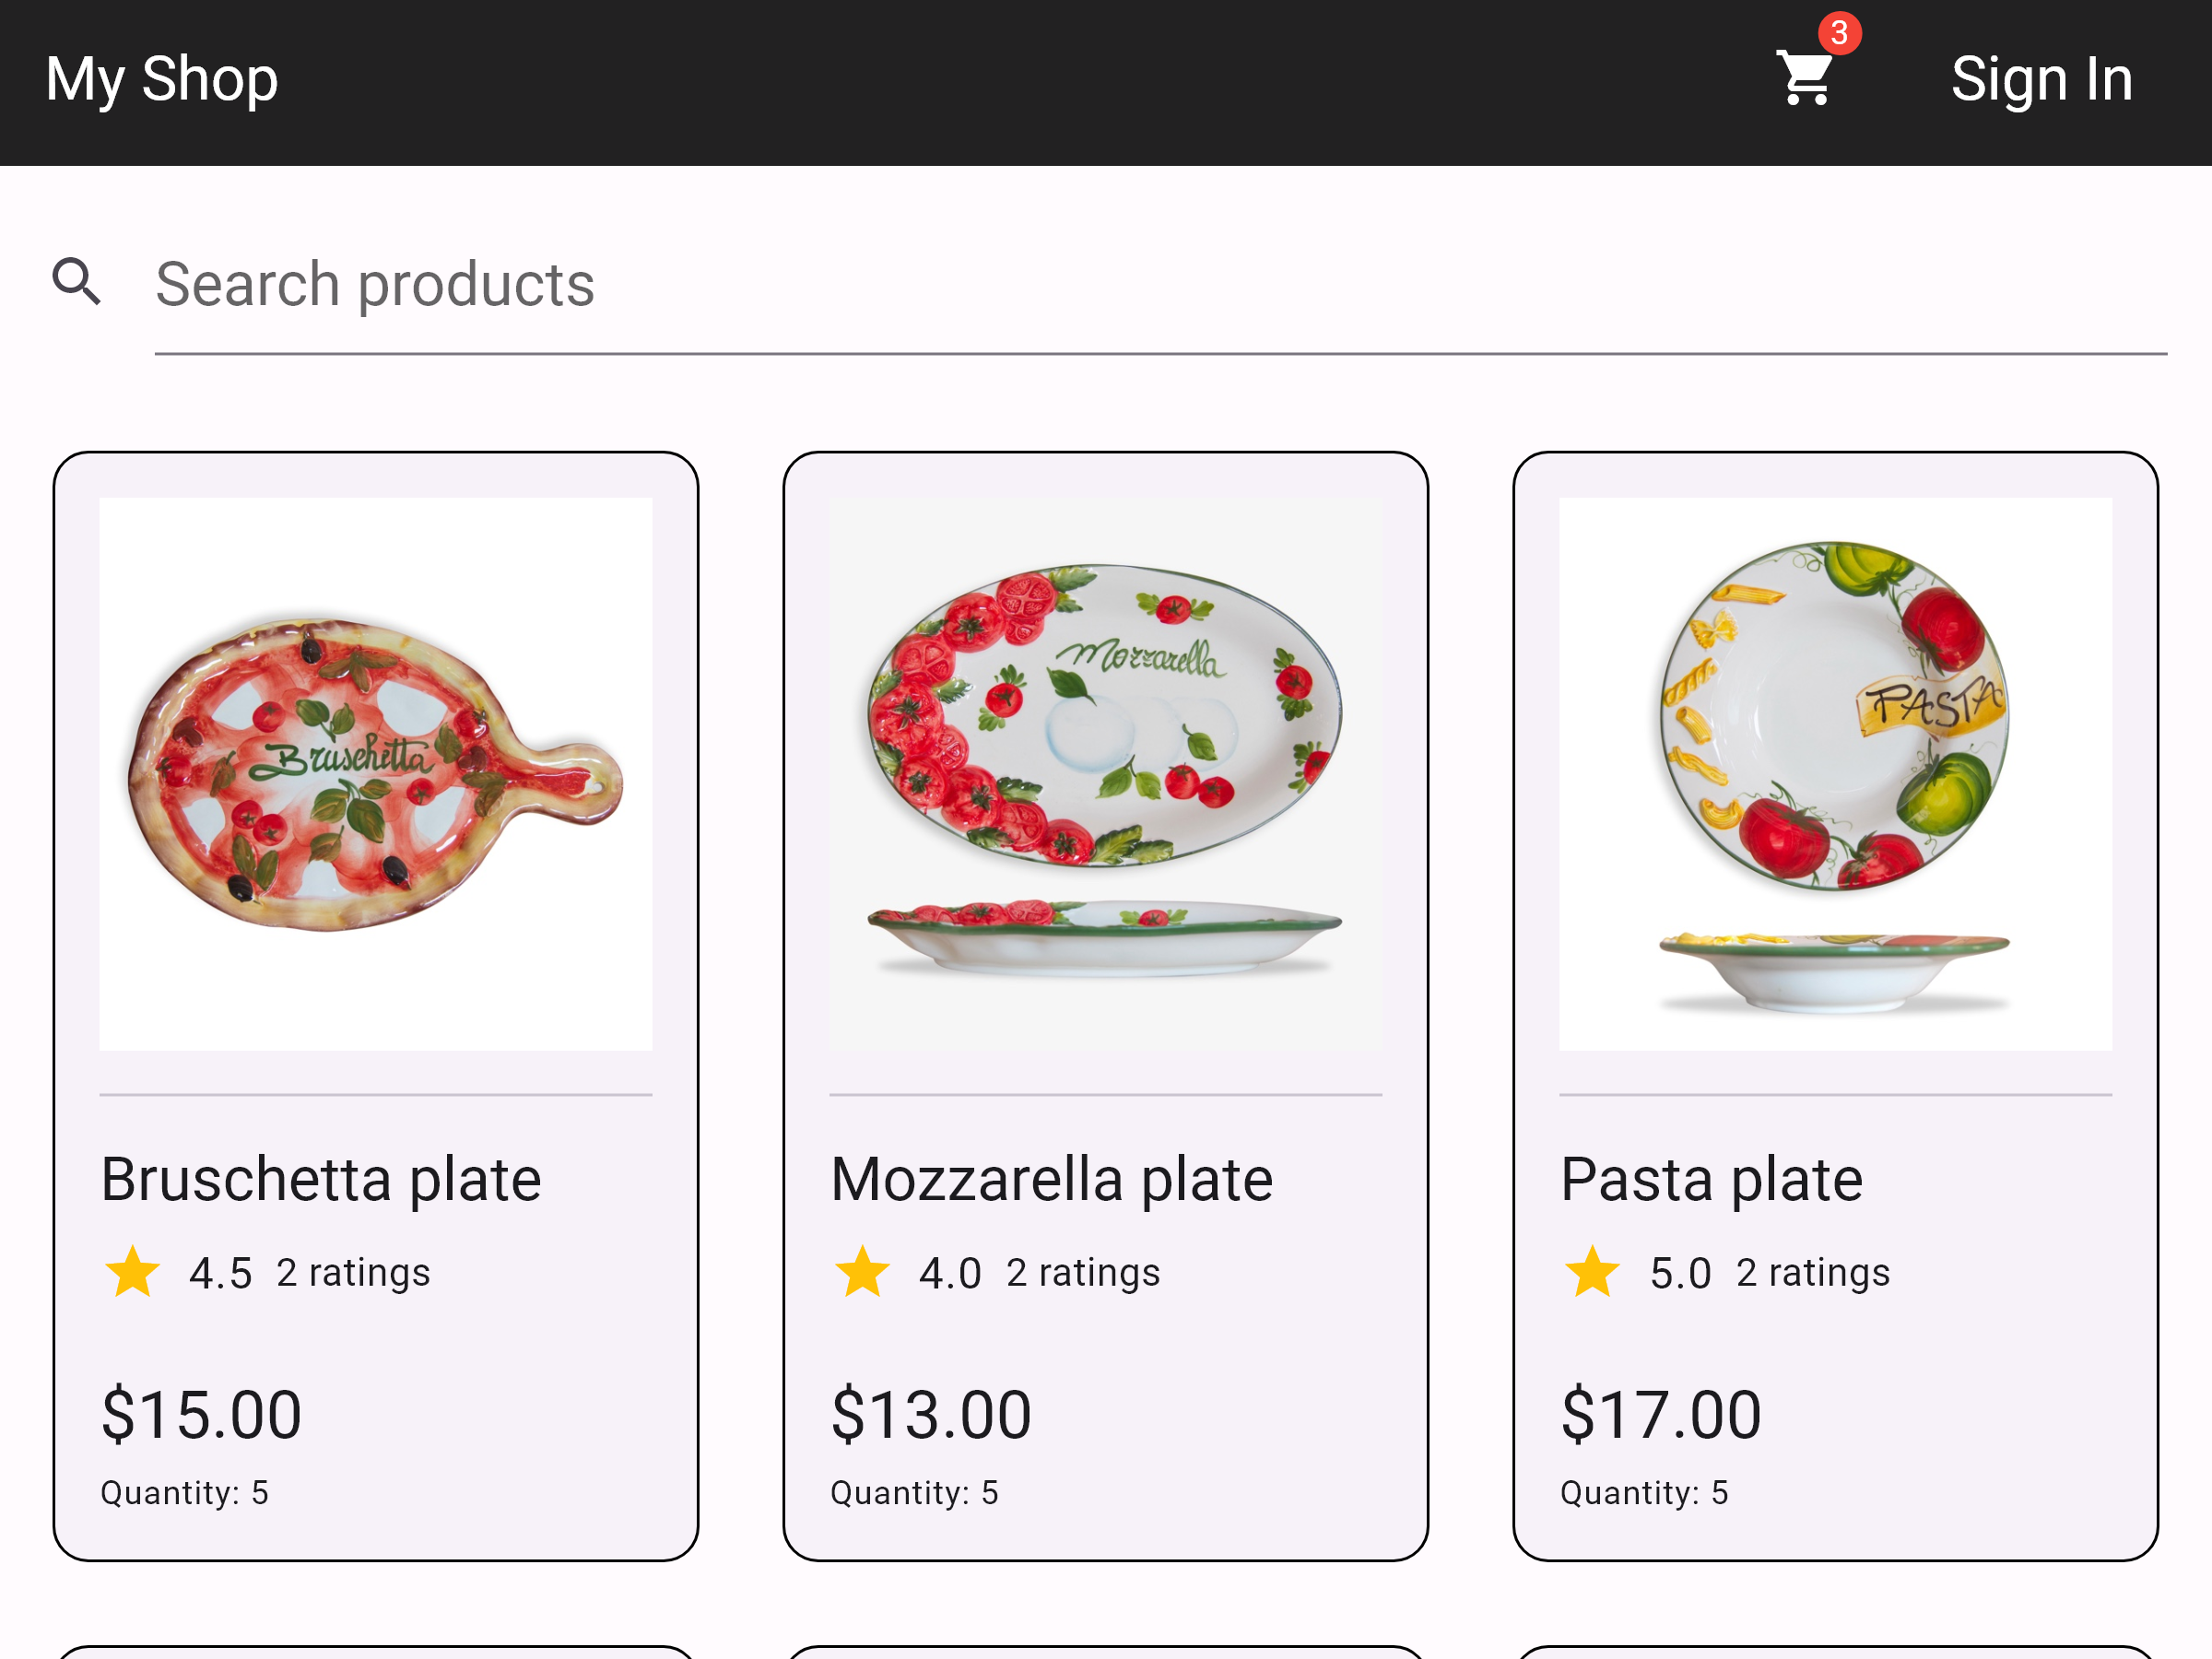 My Shop
3
Sign In
Search products
Bruschetta
Mozzarella
PASTA
Bruschetta plate
Mozzarella plate
Pasta plate
4.5 2 ratings
4.0 2 ratings
5.0 2 ratings
$15.00
$13.00
$17.00
Quantity: 5
Quantity: 5
Quantity: 5